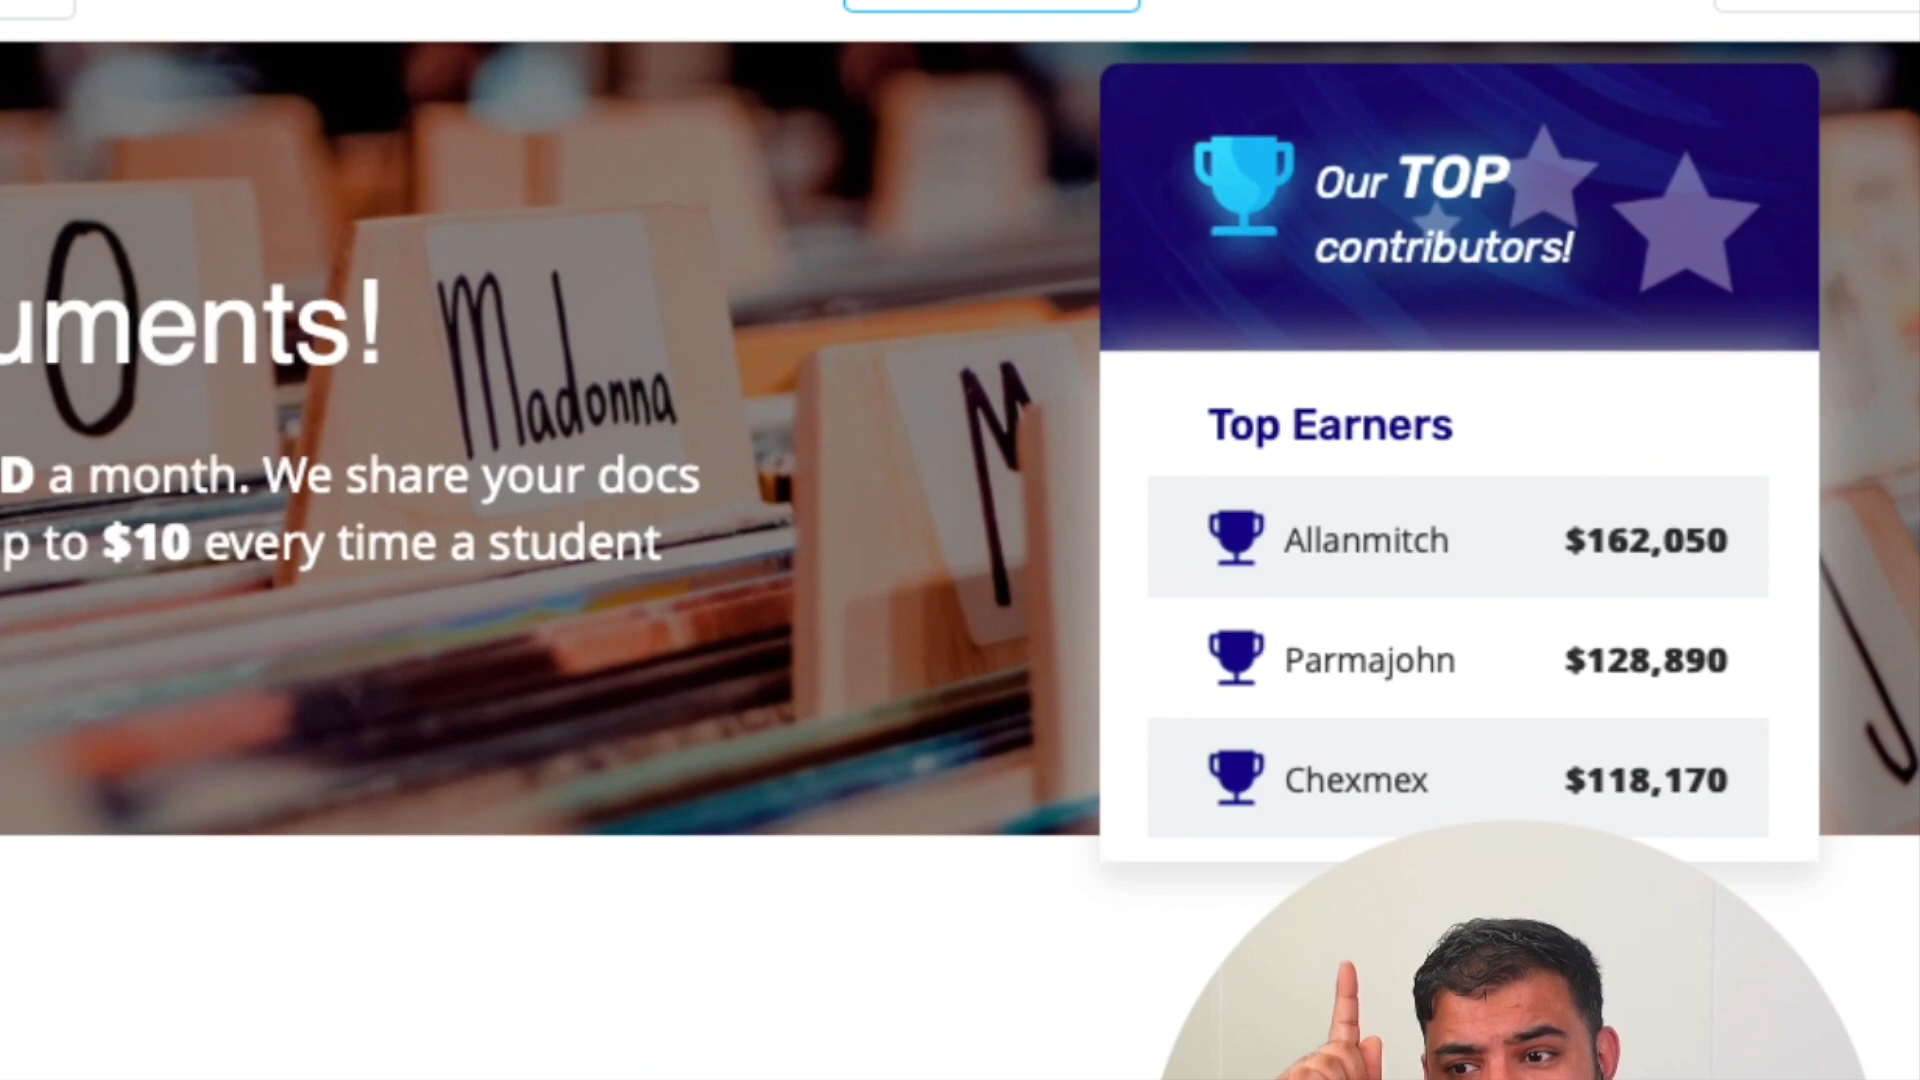 Our TOP
contributors!
O
Madonna
M
uments!
D a month. We share your docs
p to $10 every time a student
Top Earners
Allanmitch $162,050
Parmajohn $128,890
Chexmex $118,170